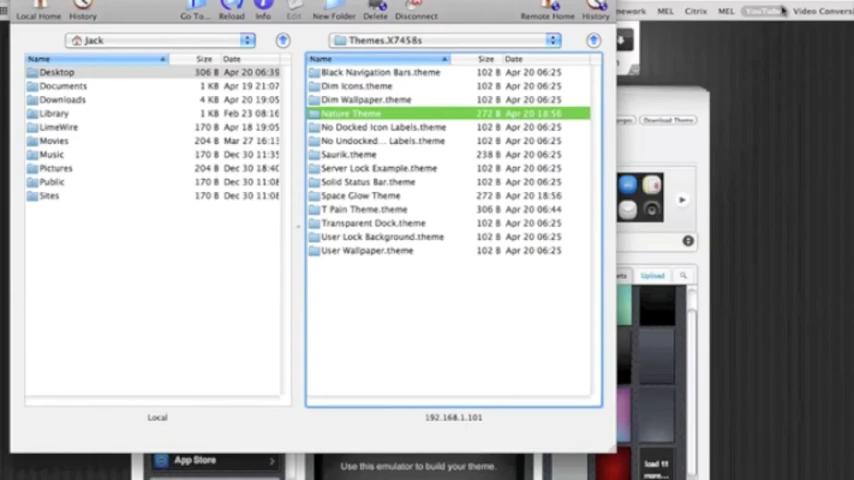 Local Home History Go To... Reload Info Edit New Folder Delete Disconnect Remote Home History
MEL Citrix MEL YouTube Video
Jack
Themes.X7458s
Name Size Date
Desktop 306 B Apr 20 06:39
Documents 1 KB Apr 19 21:07
Downloads 4 KB Apr 20 19:05
Library 1 KB Feb 23 08:16
LimeWire 170 B Apr 18 19:05
Movies 204 B Mar 27 16:13
Music 170 B Dec 30 11:35
Pictures 204 B Dec 30 18:40
Public 170 B Dec 30 11:08
Sites 170 B Dec 30 11:08
Name Size Date
Black Navigation Bars.theme 102 B Apr 20 06:25
Dim Icons.theme 102 B Apr 20 06:25
Dim Wallpaper.theme 102 B Apr 20 06:25
Nature Theme 272 B Apr 20 18:56
No Docked Icon Labels.theme 102 B Apr 20 06:25
No Undocked... Labels.theme 102 B Apr 20 06:25
Saurik.theme 238 B Apr 20 06:25
Server Lock Example.theme 102 B Apr 20 06:25
Solid Status Bar.theme 102 B Apr 20 06:25
Space Glow Theme 272 B Apr 20 18:56
T Pain Theme.theme 306 B Apr 20 06:44
Transparent Dock.theme 102 B Apr 20 06:25
User Lock Background.theme 102 B Apr 20 06:25
User Wallpaper.theme 102 B Apr 20 06:25
Local
192.168.1.101
Download Theme
Upload
load 11
more...
App Store
Use this emulator to build your theme.